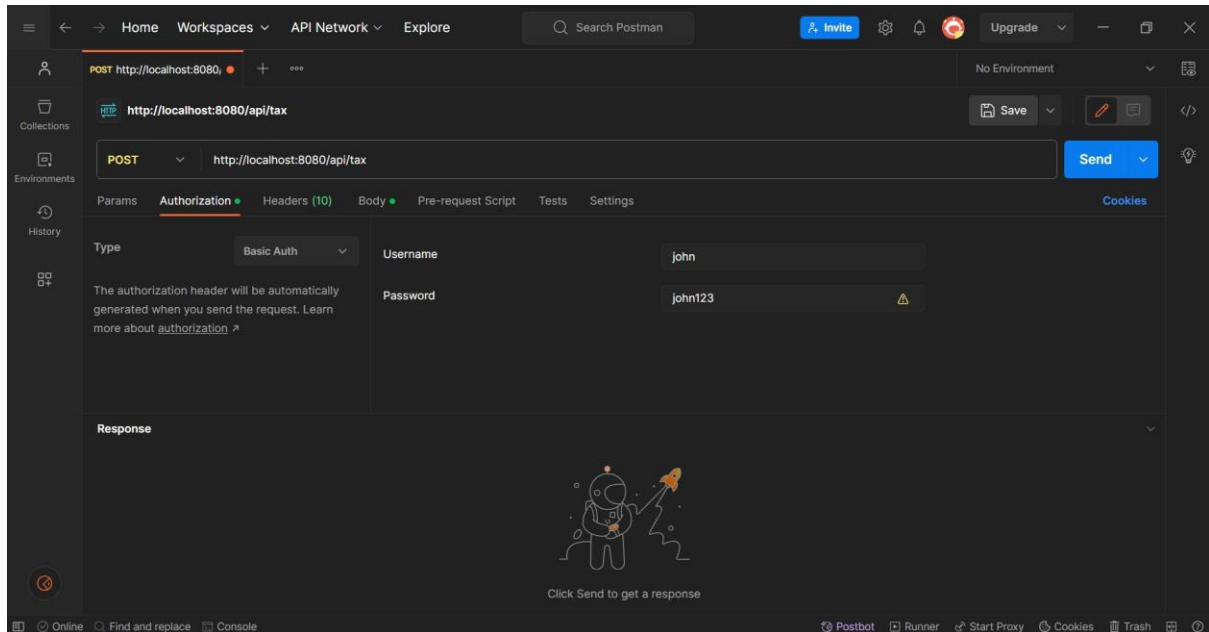 Home Workspaces API Network Explore Search Postman Invite Upgrade
POST http://localhost:8080/ No Environment
HTTP http://localhost:8080/api/tax Save
Collections
POST http://localhost:8080/api/tax Send
Environments
Params Authorization Headers (10) Body Pre-request Script Tests Settings Cookies
History
Type Basic Auth Username john
The authorization header will be automatically Password john123
generated when you send the request. Learn
more about authorization
Response
Click Send to get a response
Online Find and replace Console Postbot Runner Start Proxy Cookies Trash